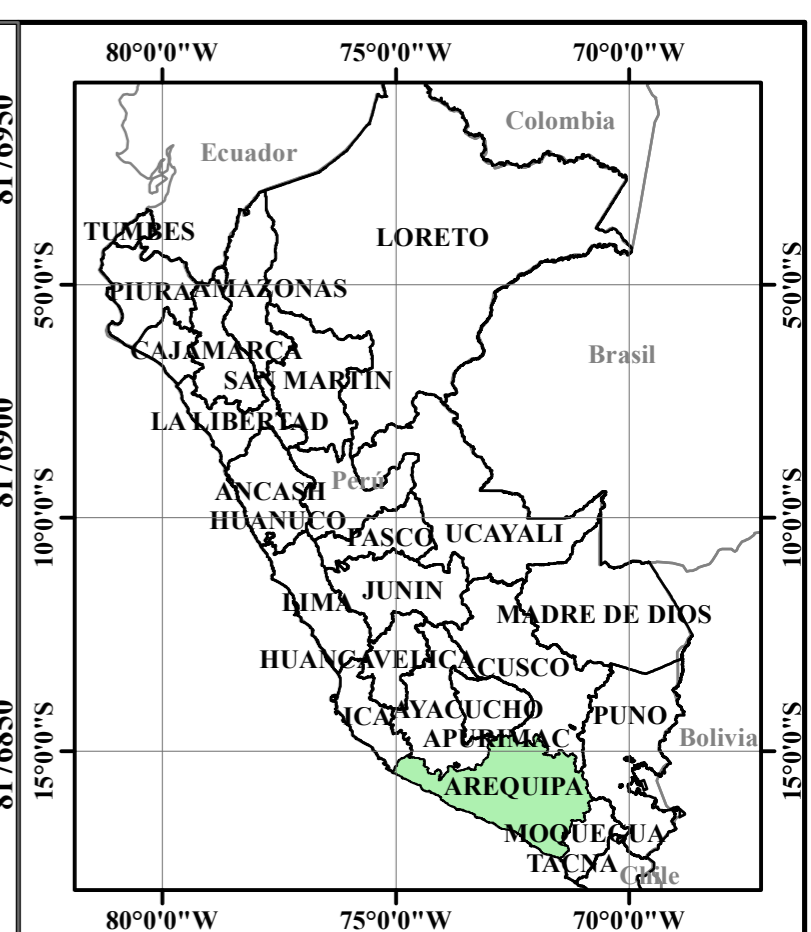 80°0'0"W 75°0'0"W 70°0'0"W
8176950
Colombia
Ecuador
TUMBES
LORETO
5°0'0"S 5°0'0"S
PIURA AMAZONAS
CAJAMARCA
Brasil
SAN MARTIN
LA LIBERTAD
8176900
Perú
ANCASH
HUANUCO
10°0'0"S 10°0'0"S
PASCO UCAYALI
JUNIN
LIMA
MADRE DE DIOS
HUANCAVELICA CUSCO
ICA AYACUCHO PUNO
APURIMAC Bolivia
8176850
15°0'0"S 15°0'0"S
AREQUIPA
MOQUEGUA
TACNA
Chile
80°0'0"W 75°0'0"W 70°0'0"W